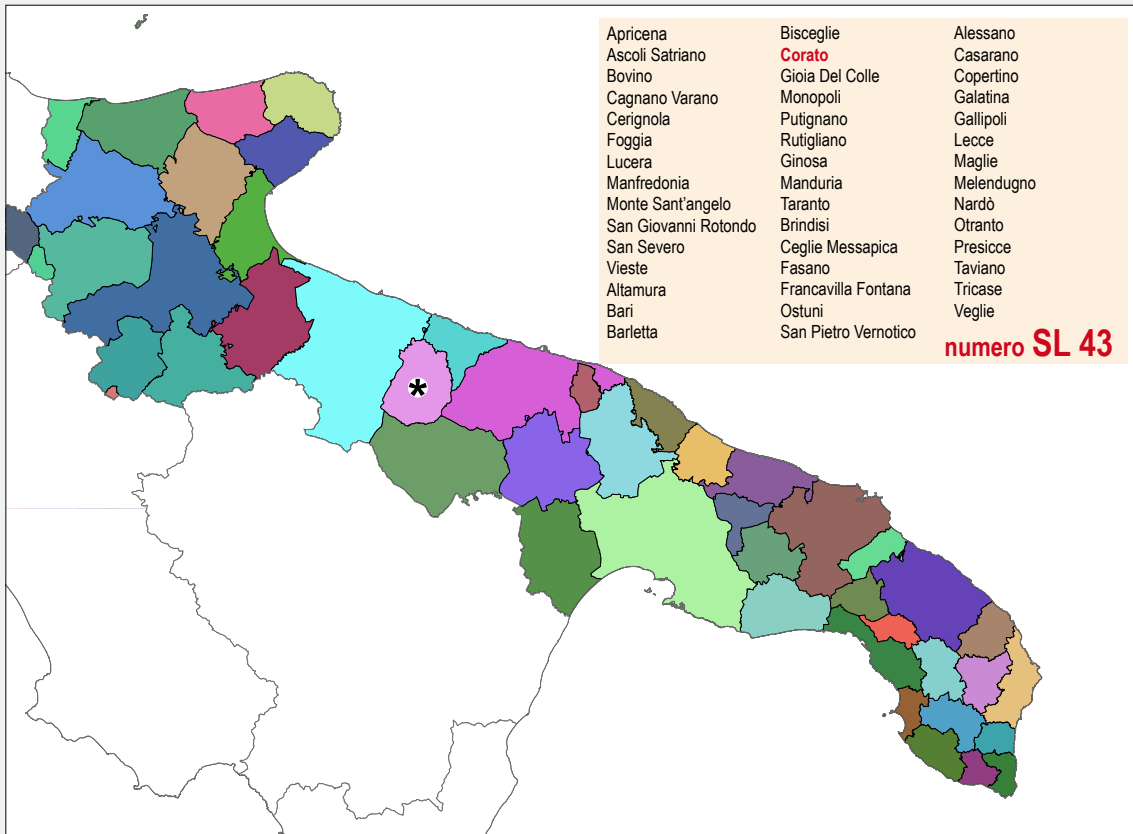 Apricena
Ascoli Satriano
Bovino
Cagnano Varano
Cerignola
Foggia
Lucera
Manfredonia
Monte Sant'angelo
San Giovanni Rotondo
San Severo
Vieste
Altamura
Bari
Barletta
Bisceglie
Corato
Gioia Del Colle
Monopoli
Putignano
Rutigliano
Ginosa
Manduria
Taranto
Brindisi
Ceglie Messapica
Fasano
Francavilla Fontana
Ostuni
San Pietro Vernotico
Alessano
Casarano
Copertino
Galatina
Gallipoli
Lecce
Maglie
Melendugno
Nardò
Otranto
Presicce
Taviano
Tricase
Veglie
numero SL 43
*